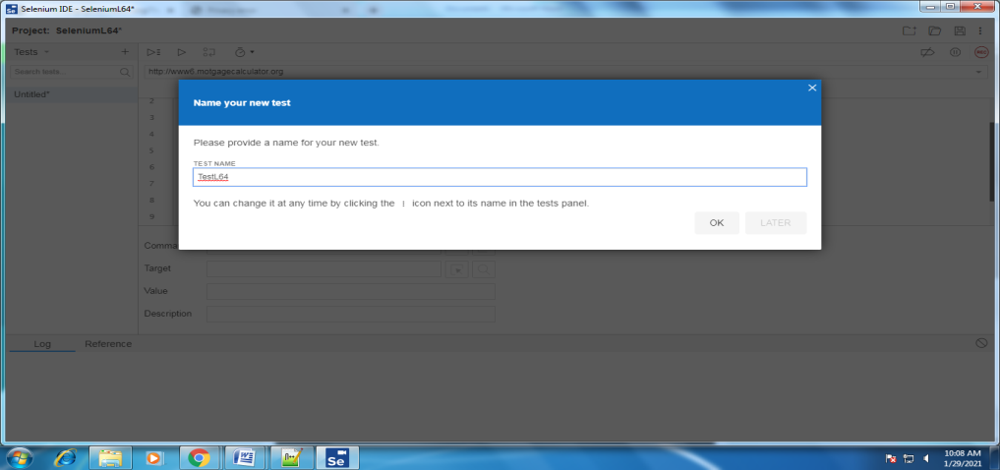 Selenium IDE - SeleniumL64*
Project: SeleniumL64*
Tests
Search tests...
http://www6.motgagecalculator.org
Untitled*
2
3
4
5
6
7
8
9
Name your new test
Please provide a name for your new test.
TEST NAME
TestL64
You can change it at any time by clicking the ⋮ icon next to its name in the tests panel.
OK
LATER
Comma
Target
Value
Description
Log
Reference
Se
10:08 AM
1/29/2021